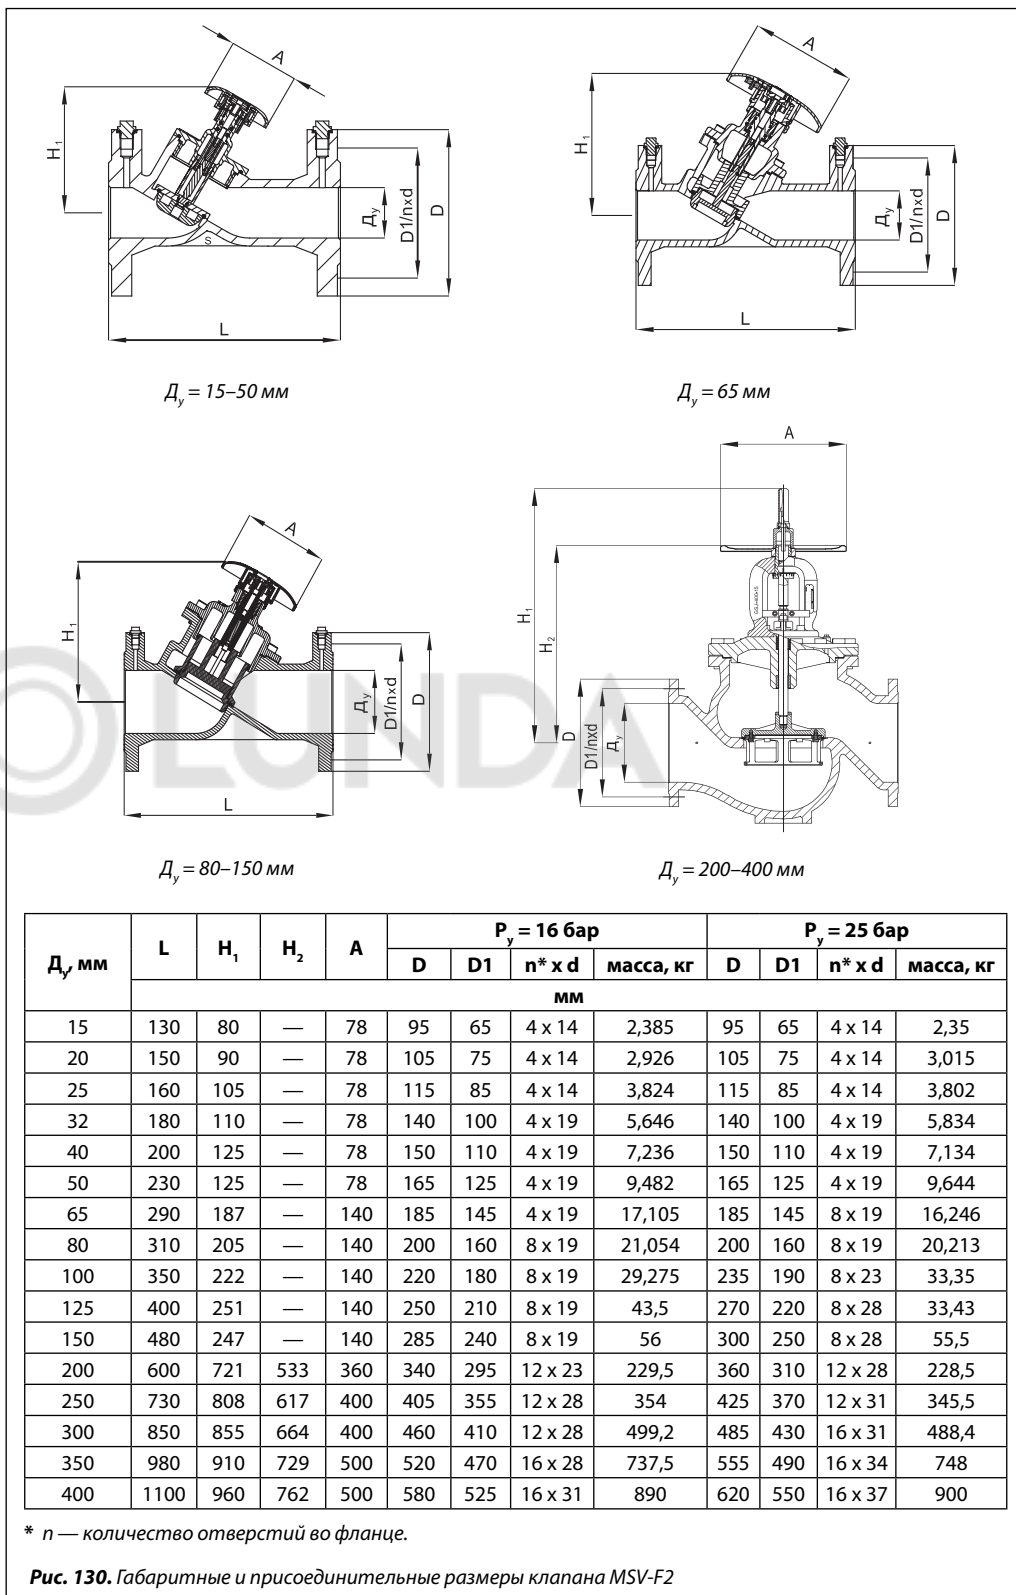 A
H₁
S
Ду
D1/nxd
D
L
Ду = 15–50 мм
A
H₁
Ду
D1/nxd
D
L
Ду = 65 мм
A
H₁
Ду
D1/nxd
D
L
Ду = 80–150 мм
A
H₁
H₂
D
D1/nxd
Ду
Ду = 200–400 мм
LUNDA
Ду, мм L H₁ H₂ A Ру = 16 бар Ру = 25 бар
D D1 n* x d масса, кг D D1 n* x d масса, кг
мм
15 130 80 — 78 95 65 4 x 14 2,385 95 65 4 x 14 2,35
20 150 90 — 78 105 75 4 x 14 2,926 105 75 4 x 14 3,015
25 160 105 — 78 115 85 4 x 14 3,824 115 85 4 x 14 3,802
32 180 110 — 78 140 100 4 x 19 5,646 140 100 4 x 19 5,834
40 200 125 — 78 150 110 4 x 19 7,236 150 110 4 x 19 7,134
50 230 125 — 78 165 125 4 x 19 9,482 165 125 4 x 19 9,644
65 290 187 — 140 185 145 4 x 19 17,105 185 145 8 x 19 16,246
80 310 205 — 140 200 160 8 x 19 21,054 200 160 8 x 19 20,213
100 350 222 — 140 220 180 8 x 19 29,275 235 190 8 x 23 33,35
125 400 251 — 140 250 210 8 x 19 43,5 270 220 8 x 28 33,43
150 480 247 — 140 285 240 8 x 19 56 300 250 8 x 28 55,5
200 600 721 533 360 340 295 12 x 23 229,5 360 310 12 x 28 228,5
250 730 808 617 400 405 355 12 x 28 354 425 370 12 x 31 345,5
300 850 855 664 400 460 410 12 x 28 499,2 485 430 16 x 31 488,4
350 980 910 729 500 520 470 16 x 28 737,5 555 490 16 x 34 748
400 1100 960 762 500 580 525 16 x 31 890 620 550 16 x 37 900
* n — количество отверстий во фланце.
Рис. 130. Габаритные и присоединительные размеры клапана MSV-F2